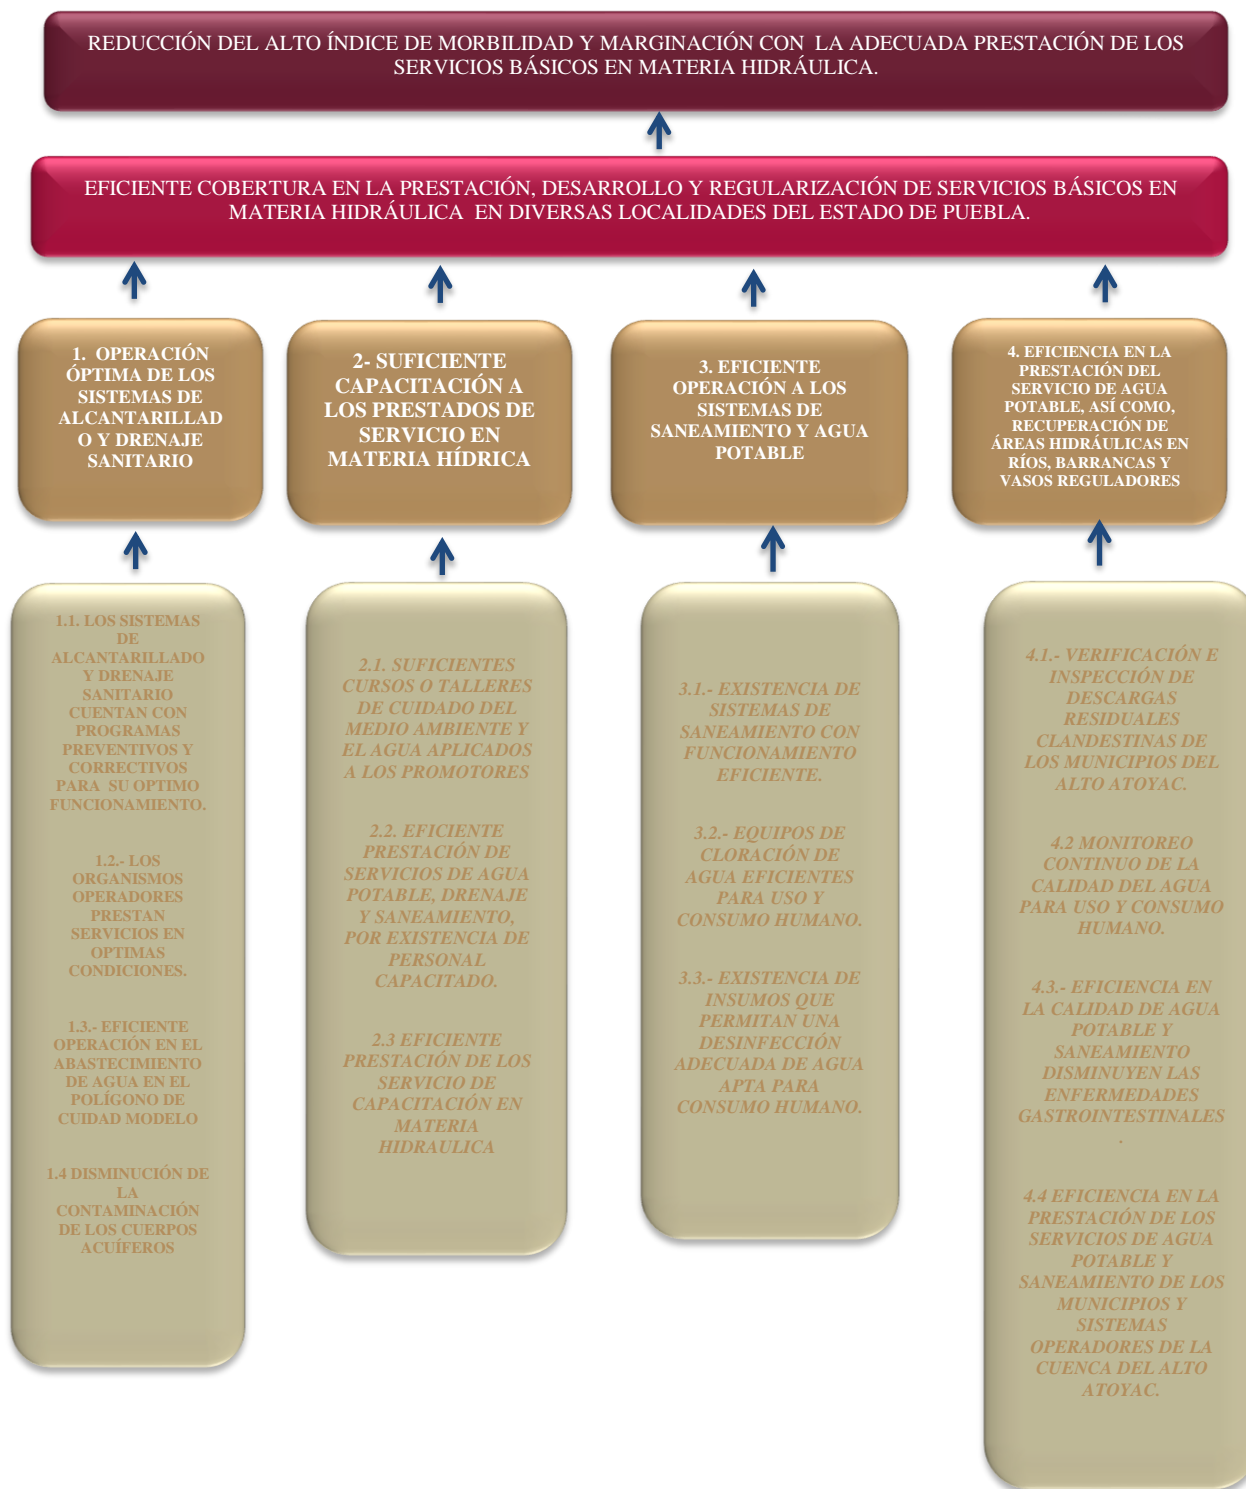 REDUCCIÓN DEL ALTO ÍNDICE DE MORBILIDAD Y MARGINACIÓN CON LA ADECUADA PRESTACIÓN DE LOS
SERVICIOS BÁSICOS EN MATERIA HIDRÁULICA.
EFICIENTE COBERTURA EN LA PRESTACIÓN, DESARROLLO Y REGULARIZACIÓN DE SERVICIOS BÁSICOS EN
MATERIA HIDRÁULICA EN DIVERSAS LOCALIDADES DEL ESTADO DE PUEBLA.
1. OPERACIÓN
ÓPTIMA DE LOS
SISTEMAS DE
ALCANTARILLAD
O Y DRENAJE
SANITARIO
2- SUFICIENTE
CAPACITACIÓN A
LOS PRESTADOS DE
SERVICIO EN
MATERIA HÍDRICA
3. EFICIENTE
OPERACIÓN A LOS
SISTEMAS DE
SANEAMIENTO Y AGUA
POTABLE
4. EFICIENCIA EN LA
PRESTACIÓN DEL
SERVICIO DE AGUA
POTABLE, ASÍ COMO,
RECUPERACIÓN DE
ÁREAS HIDRÁULICAS EN
RÍOS, BARRANCAS Y
VASOS REGULADORES
1.1. LOS SISTEMAS
DE
ALCANTARILLADO
Y DRENAJE
SANITARIO
CUENTAN CON
PROGRAMAS
PREVENTIVOS Y
CORRECTIVOS
PARA SU OPTIMO
FUNCIONAMIENTO.
1.2.- LOS
ORGANISMOS
OPERADORES
PRESTAN
SERVICIOS EN
OPTIMAS
CONDICIONES.
1.3.- EFICIENTE
OPERACIÓN EN EL
ABASTECIMIENTO
DE AGUA EN EL
POLÍGONO DE
CUIDAD MODELO
1.4 DISMINUCIÓN DE
LA
CONTAMINACIÓN
DE LOS CUERPOS
ACUÍFEROS
2.1. SUFICIENTES
CURSOS O TALLERES
DE CUIDADO DEL
MEDIO AMBIENTE Y
EL AGUA APLICADOS
A LOS PROMOTORES
2.2. EFICIENTE
PRESTACIÓN DE
SERVICIOS DE AGUA
POTABLE, DRENAJE
Y SANEAMIENTO,
POR EXISTENCIA DE
PERSONAL
CAPACITADO.
2.3 EFICIENTE
PRESTACIÓN DE LOS
SERVICIO DE
CAPACITACIÓN EN
MATERIA
HIDRAULICA
3.1.- EXISTENCIA DE
SISTEMAS DE
SANEAMIENTO CON
FUNCIONAMIENTO
EFICIENTE.
3.2.- EQUIPOS DE
CLORACIÓN DE
AGUA EFICIENTES
PARA USO Y
CONSUMO HUMANO.
3.3.- EXISTENCIA DE
INSUMOS QUE
PERMITAN UNA
DESINFECCIÓN
ADECUADA DE AGUA
APTA PARA
CONSUMO HUMANO.
4.1.- VERIFICACIÓN E
INSPECCIÓN DE
DESCARGAS
RESIDUALES
CLANDESTINAS DE
LOS MUNICIPIOS DEL
ALTO ATOYAC.
4.2 MONITOREO
CONTINUO DE LA
CALIDAD DEL AGUA
PARA USO Y CONSUMO
HUMANO.
4.3.- EFICIENCIA EN
LA CALIDAD DE AGUA
POTABLE Y
SANEAMIENTO
DISMINUYEN LAS
ENFERMEDADES
GASTROINTESTINALES
.
4.4 EFICIENCIA EN LA
PRESTACIÓN DE LOS
SERVICIOS DE AGUA
POTABLE Y
SANEAMIENTO DE LOS
MUNICIPIOS Y
SISTEMAS
OPERADORES DE LA
CUENCA DEL ALTO
ATOYAC.